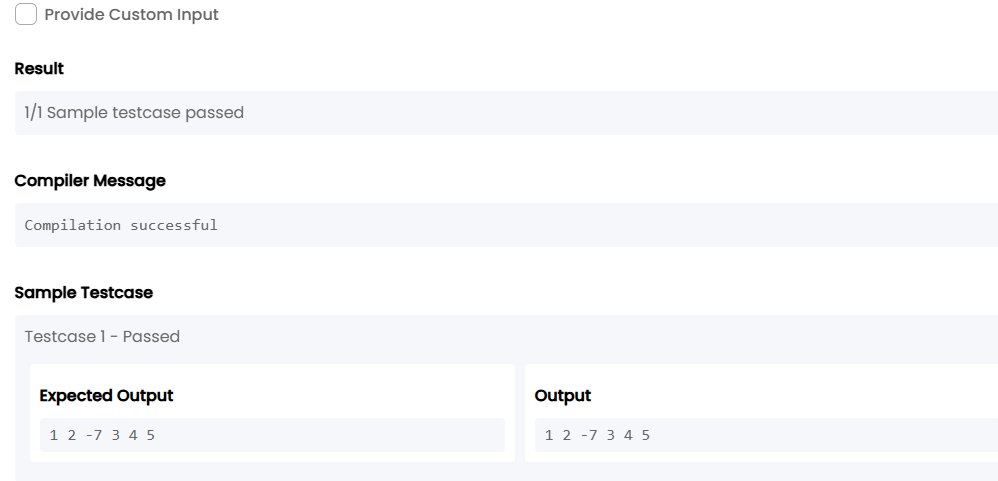 Provide Custom Input
Result
1/1 Sample testcase passed
Compiler Message
Compilation successful
Sample Testcase
Testcase 1 - Passed
Expected Output
1 2 -7 3 4 5
Output
1 2 -7 3 4 5